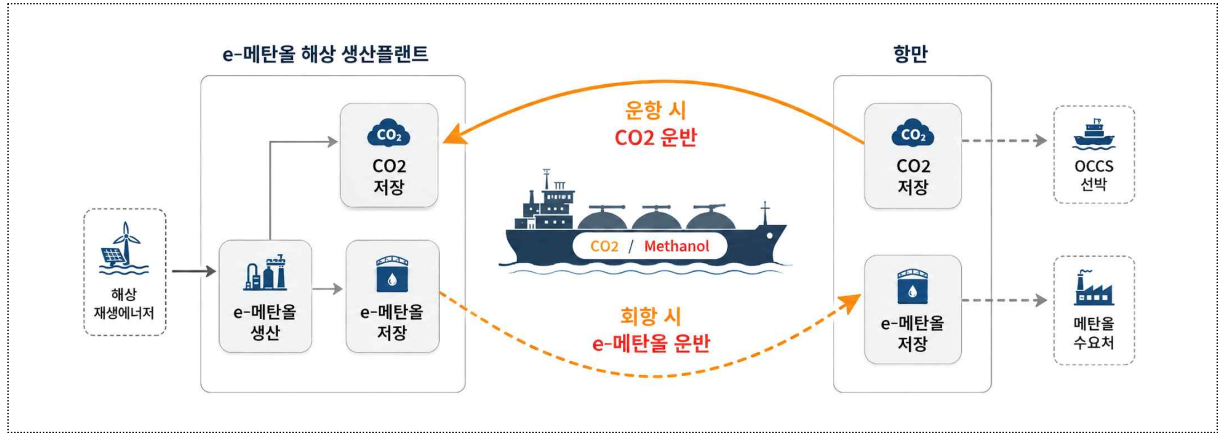 e-메탄올 해상 생산플랜트
항만
CO₂
CO2
저장
해상
재생에너저
e-메탄올
생산
e-메탄올
저장
운항 시
CO2 운반
CO2 / Methanol
회항 시
e-메탄올 운반
CO₂
CO2
저장
e-메탄올
저장
OCCS
선박
메탄올
수요처